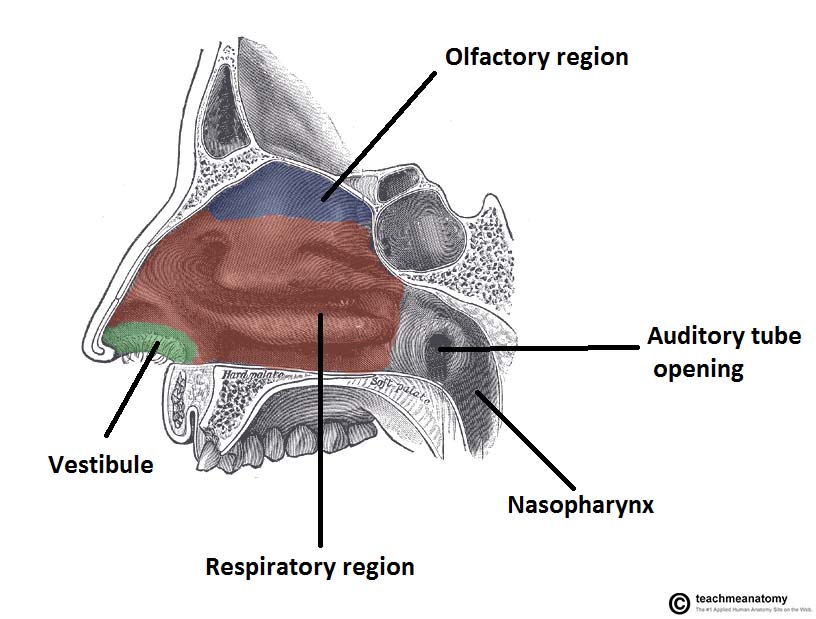 Olfactory region
Auditory tube
opening
Hard palate
Soft palate
Vestibule
Nasopharynx
Respiratory region
© teachmeanatomy
The #1 Applied Human Anatomy Site on the Web.